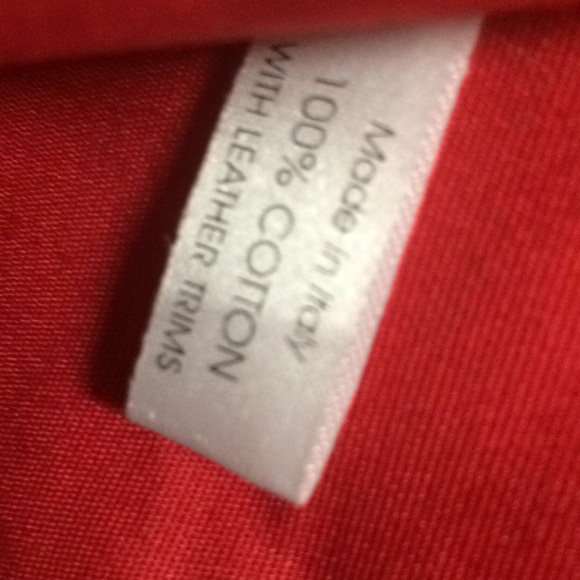 Made in Italy
100% COTTON
WITH LEATHER TRIMS